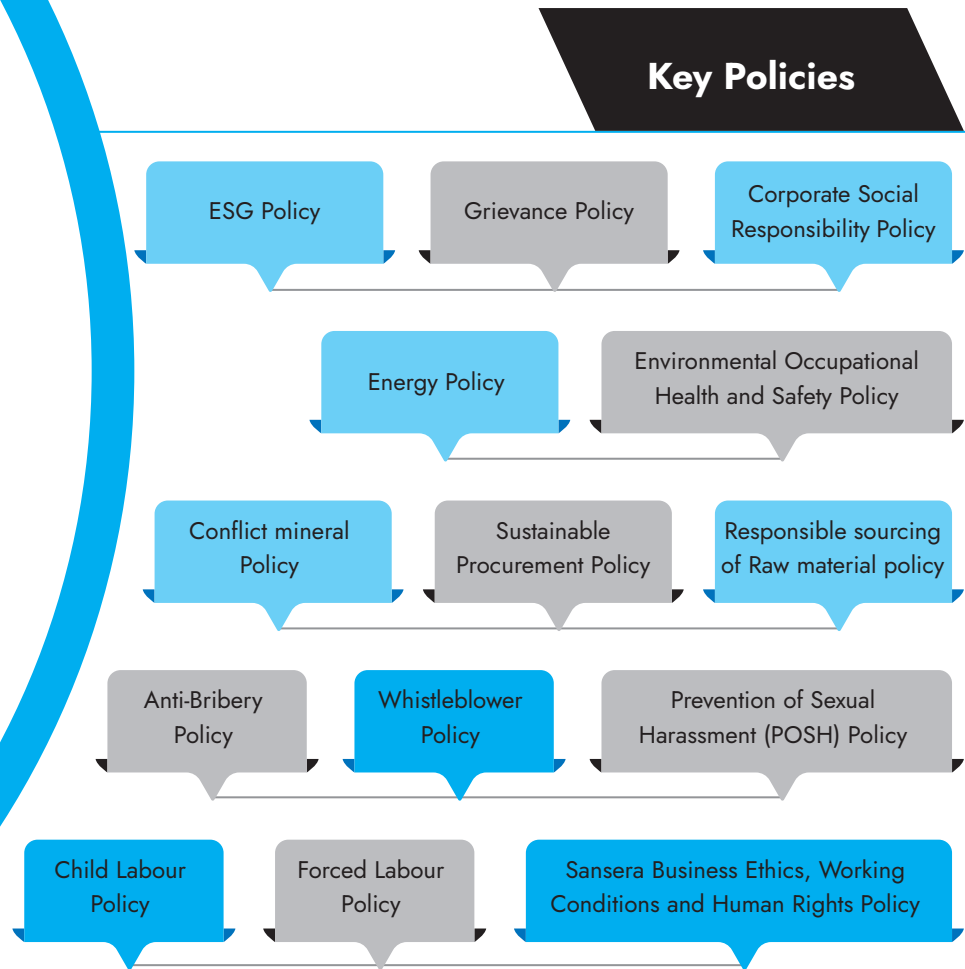 Key Policies
ESG Policy
Grievance Policy
Corporate Social
Responsibility Policy
Energy Policy
Environmental Occupational
Health and Safety Policy
Conflict mineral
Policy
Sustainable
Procurement Policy
Responsible sourcing
of Raw material policy
Anti-Bribery
Policy
Whistleblower
Policy
Prevention of Sexual
Harassment (POSH) Policy
Child Labour
Policy
Forced Labour
Policy
Sansera Business Ethics, Working
Conditions and Human Rights Policy